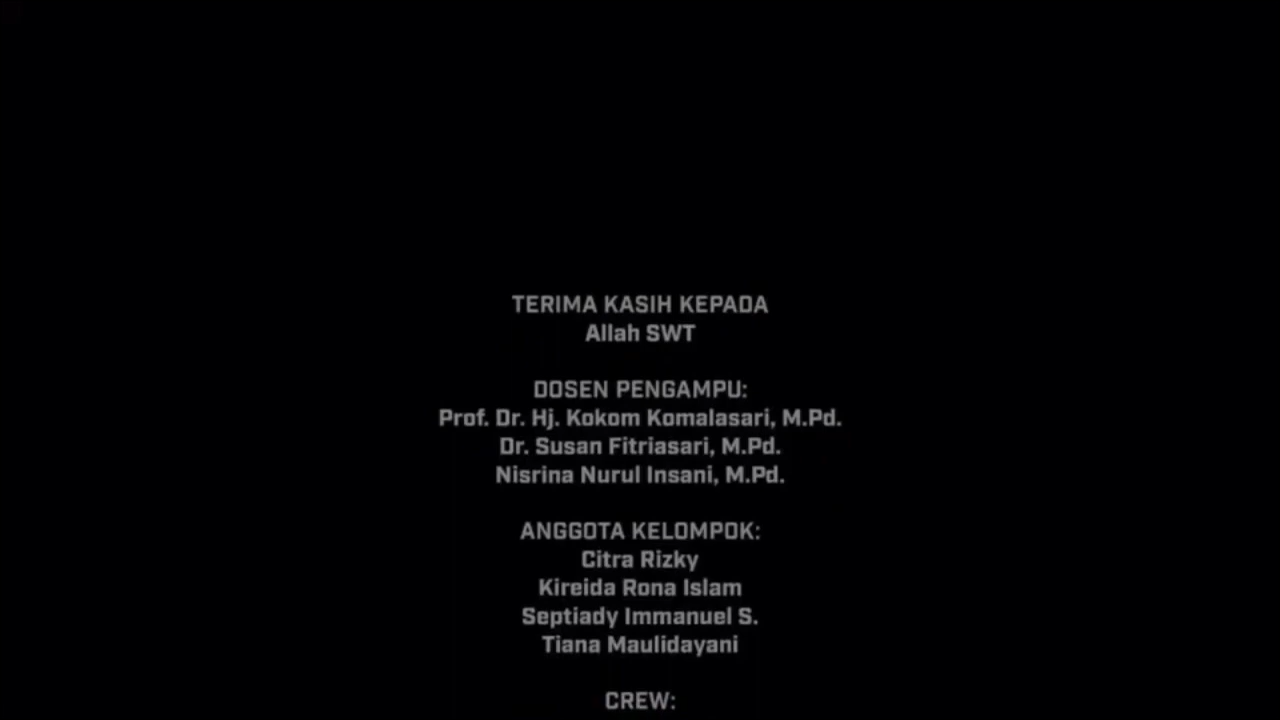 TERIMA KASIH KEPADA
Allah SWT
DOSEN PENGAMPU:
Prof. Dr. Hj. Kokom Komalasari, M.Pd.
Dr. Susan Fitriasari, M.Pd.
Nisrina Nurul Insani, M.Pd.
ANGGOTA KELOMPOK:
Citra Rizky
Kireida Rona Islam
Septiady Immanuel S.
Tiana Maulidayani
CREW: